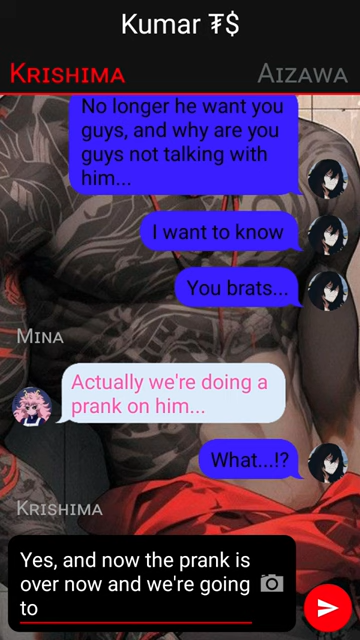 Kumar ₮$
Krishima Aizawa
No longer he want you
guys, and why are you
guys not talking with
him...
I want to know
You brats...
Mina
Actually we're doing a
prank on him...
What...!?
Krishima
Yes, and now the prank is
over now and we're going
to